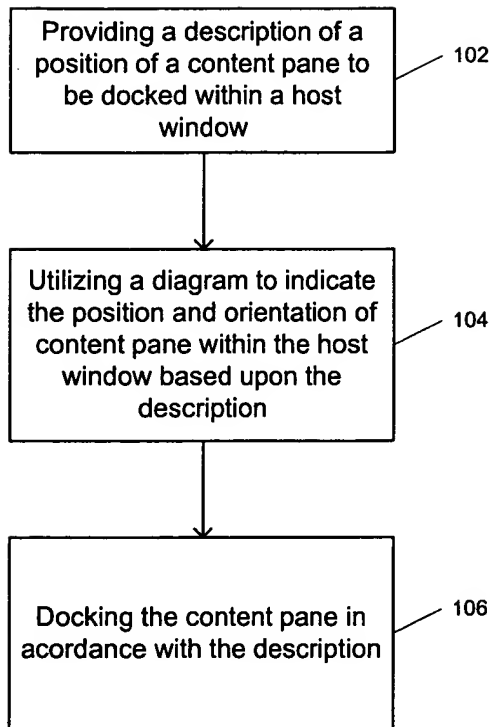 Providing a description of a
position of a content pane to
be docked within a host
window
102
Utilizing a diagram to indicate
the position and orientation of
content pane within the host
window based upon the
description
104
Docking the content pane in
acordance with the description
106